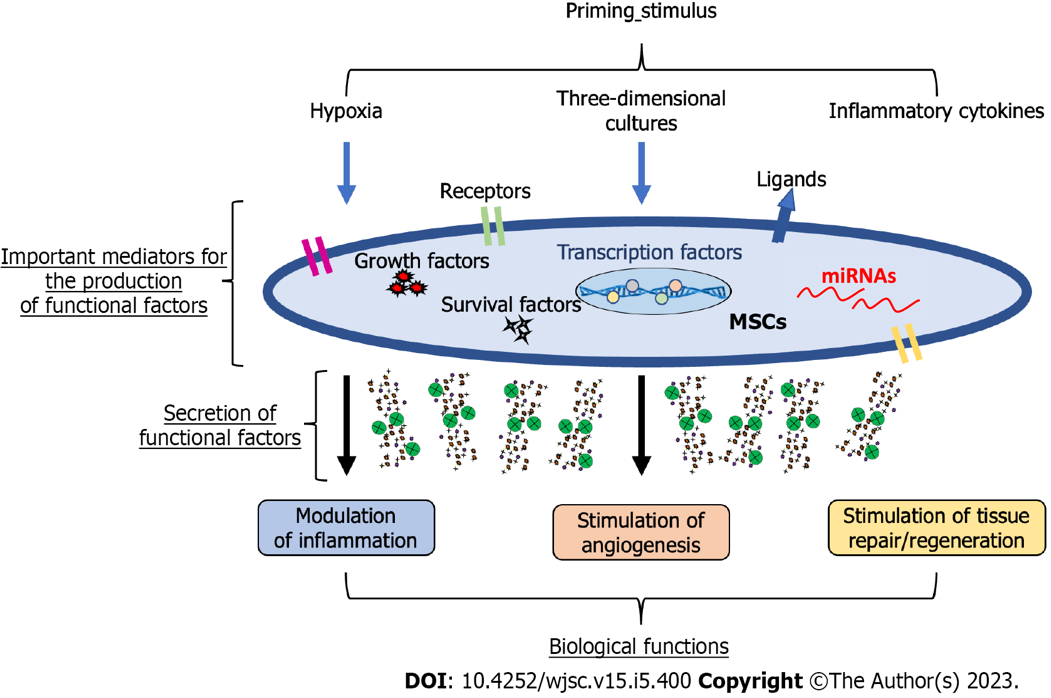 Priming_stimulus
Hypoxia
Three-dimensional
cultures
Inflammatory cytokines
Receptors
Ligands
Important mediators for
the production
of functional factors
Growth factors
Transcription factors
miRNAs
Survival factors
MSCs
Secretion of
functional factors
Modulation
of inflammation
Stimulation of
angiogenesis
Stimulation of tissue
repair/regeneration
Biological functions
DOI: 10.4252/wjsc.v15.i5.400 Copyright ©The Author(s) 2023.